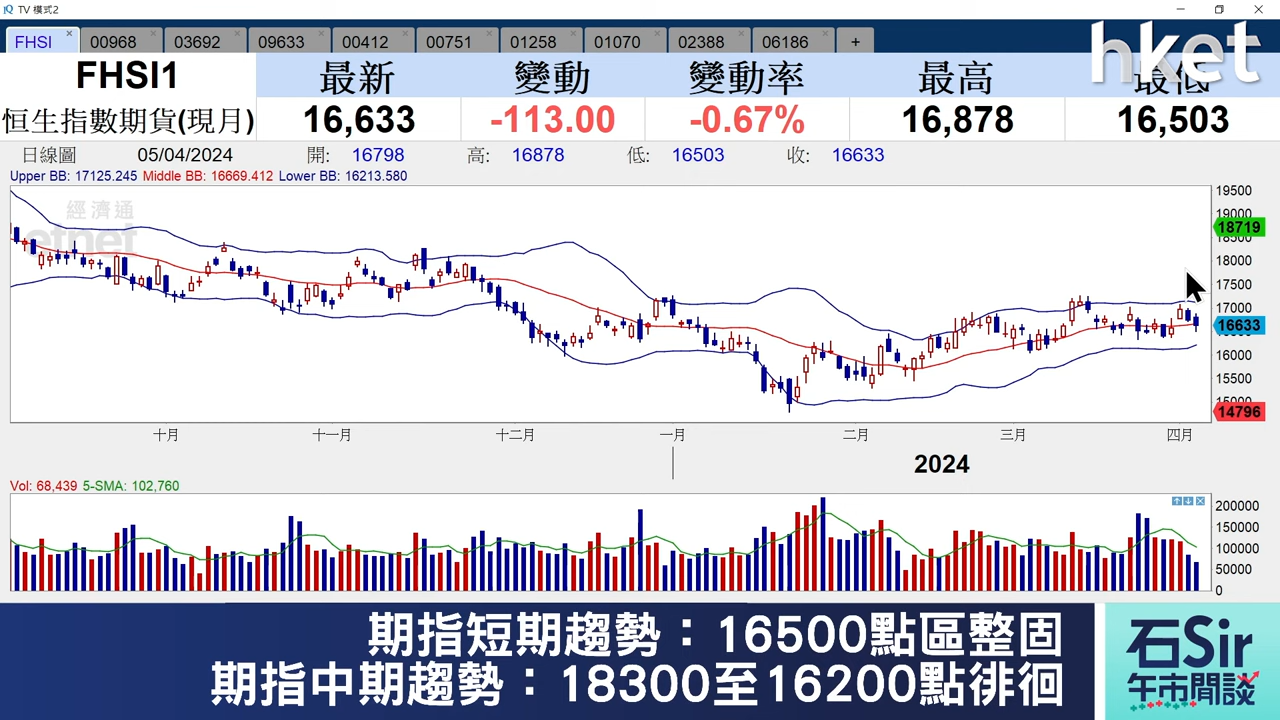 TV 模式2
FHSI 00968 03692 09633 00412 00751 01258 01070 02388 06186 +
hket
FHSI1 最新 變動 變動率 最高 最低
恒生指數期貨(現月) 16,633 -113.00 -0.67% 16,878 16,503
日線圖 05/04/2024 開: 16798 高: 16878 低: 16503 收: 16633
Upper BB: 17125.245 Middle BB: 16669.412 Lower BB: 16213.580
經濟通
etnet
19500
19000
18719
18500
18000
17500
17000
16633
16000
15500
15000
14796
十月 十一月 十二月 一月 二月 三月 四月
2024
Vol: 68,439 5-SMA: 102,760
200000
150000
100000
50000
0
期指短期趨勢：16500點區整固
期指中期趨勢：18300至16200點徘徊
石Sir
午市閒談